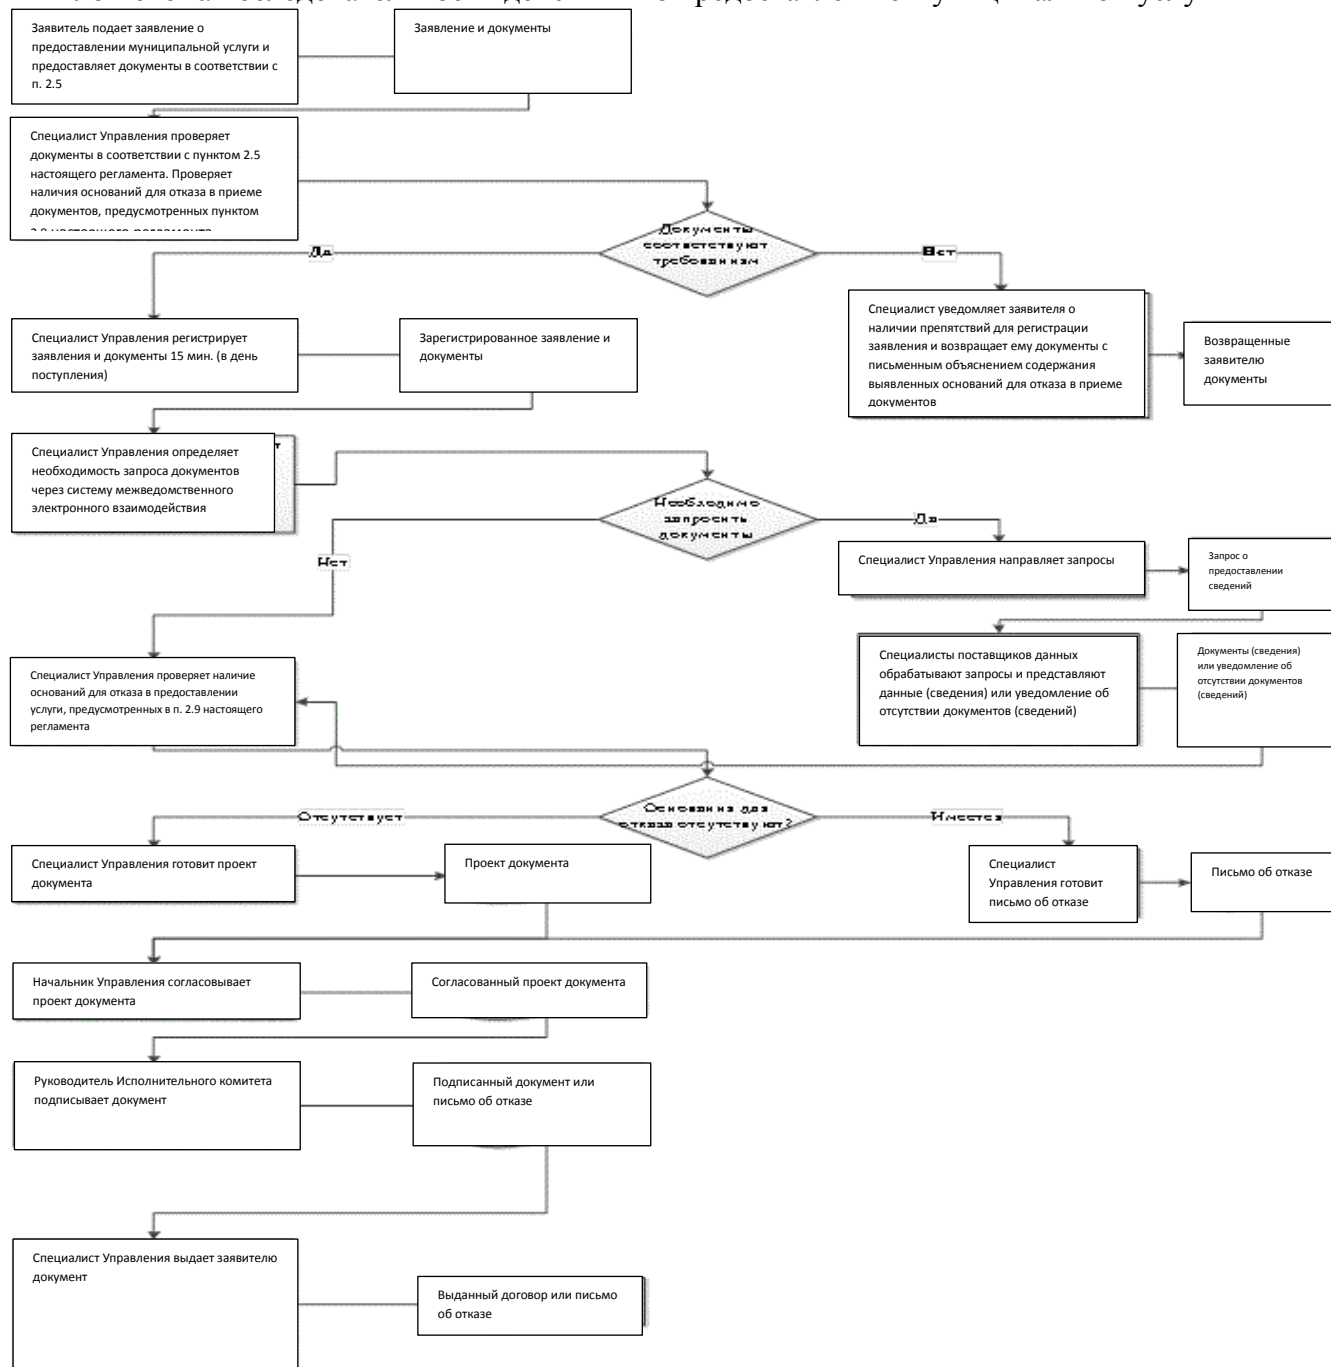 Заявитель подает заявление о
предоставлении муниципальной услуги и
предоставляет документы в соответствии с
п. 2.5
Заявление и документы
Специалист Управления проверяет
документы в соответствии с пунктом 2.5
настоящего регламента. Проверяет
наличия оснований для отказа в приеме
документов, предусмотренных пунктом
настоящего регламента
Документы
соответствуют
требованиям
Да
Нет
Специалист Управления регистрирует
заявления и документы 15 мин. (в день
поступления)
Зарегистрированное заявление и
документы
Специалист уведомляет заявителя о
наличии препятствий для регистрации
заявления и возвращает ему документы с
письменным объяснением содержания
выявленных оснований для отказа в приеме
документов
Возвращенные
заявителю
документы
Специалист Управления определяет
необходимость запроса документов
через систему межведомственного
электронного взаимодействия
т
Необходимо
запросить
документы
Нет
Да
Специалист Управления направляет запросы
Запрос о
предоставлении
сведений
Специалисты поставщиков данных
обрабатывают запросы и представляют
данные (сведения) или уведомление об
отсутствии документов (сведений)
Документы (сведения)
или уведомление об
отсутствии документов
(сведений)
Специалист Управления проверяет наличие
оснований для отказа в предоставлении
услуги, предусмотренных в п. 2.9 настоящего
регламента
Основания для
отказа отсутствуют?
Отсутствует
Имеется
Специалист Управления готовит проект
документа
Проект документа
Специалист
Управления готовит
письмо об отказе
Письмо об отказе
Начальник Управления согласовывает
проект документа
Согласованный проект документа
Руководитель Исполнительного комитета
подписывает документ
Подписанный документ или
письмо об отказе
Специалист Управления выдает заявителю
документ
Выданный договор или письмо
об отказе